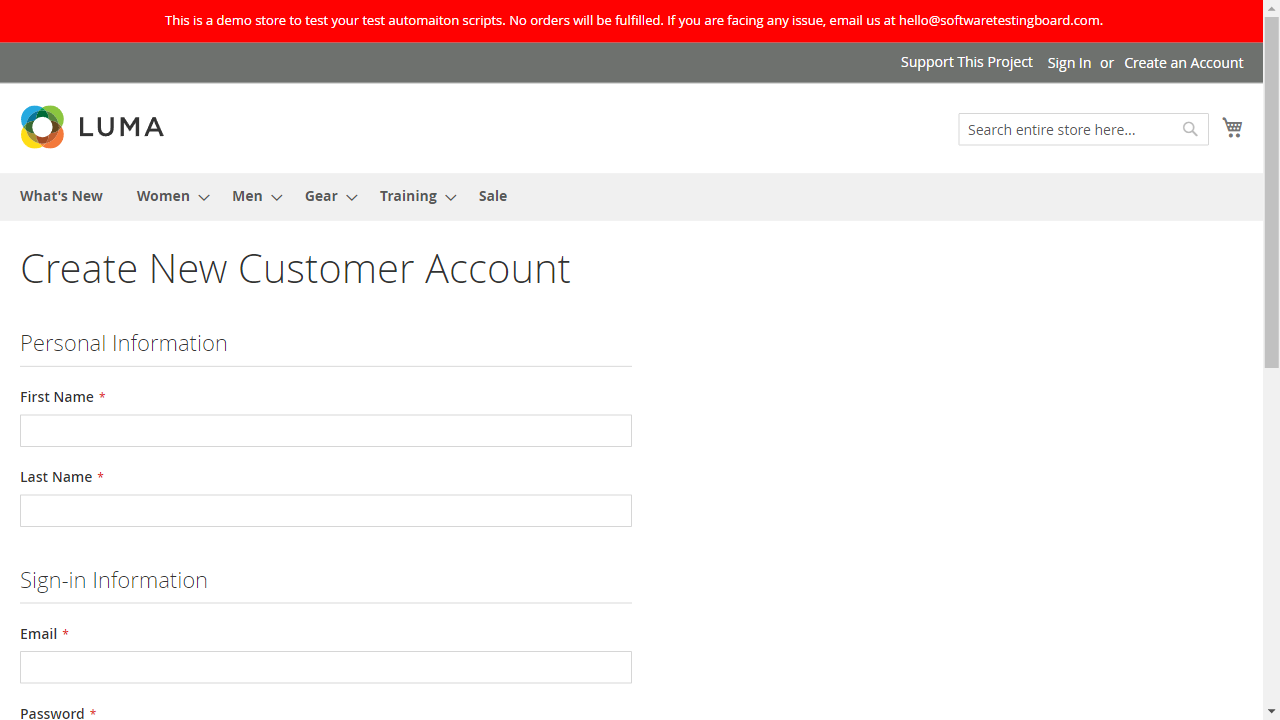 This is a demo store to test your test automaiton scripts. No orders will be fulfilled. If you are facing any issue, email us at hello@softwaretestingboard.com.
Support This Project Sign In or Create an Account
LUMA
Search entire store here...
What's New Women Men Gear Training Sale
Create New Customer Account
Personal Information
First Name *
Last Name *
Sign-in Information
Email *
Password *